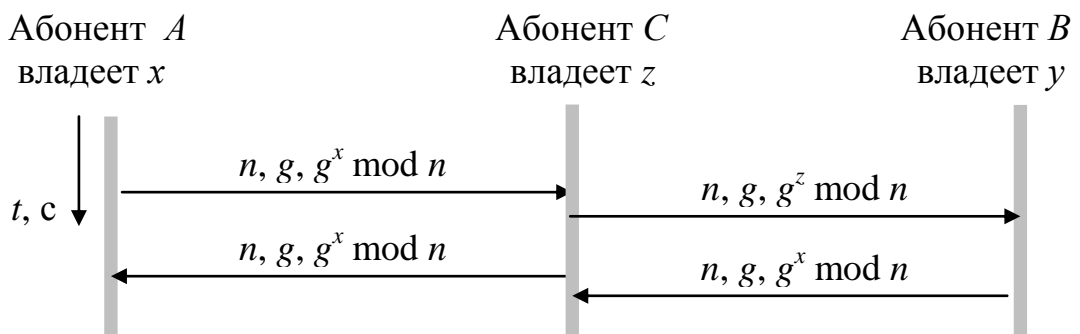 Абонент A
владеет x
Абонент C
владеет z
Абонент B
владеет y
n, g, g^x mod n
n, g, g^z mod n
t, c
n, g, g^x mod n
n, g, g^x mod n